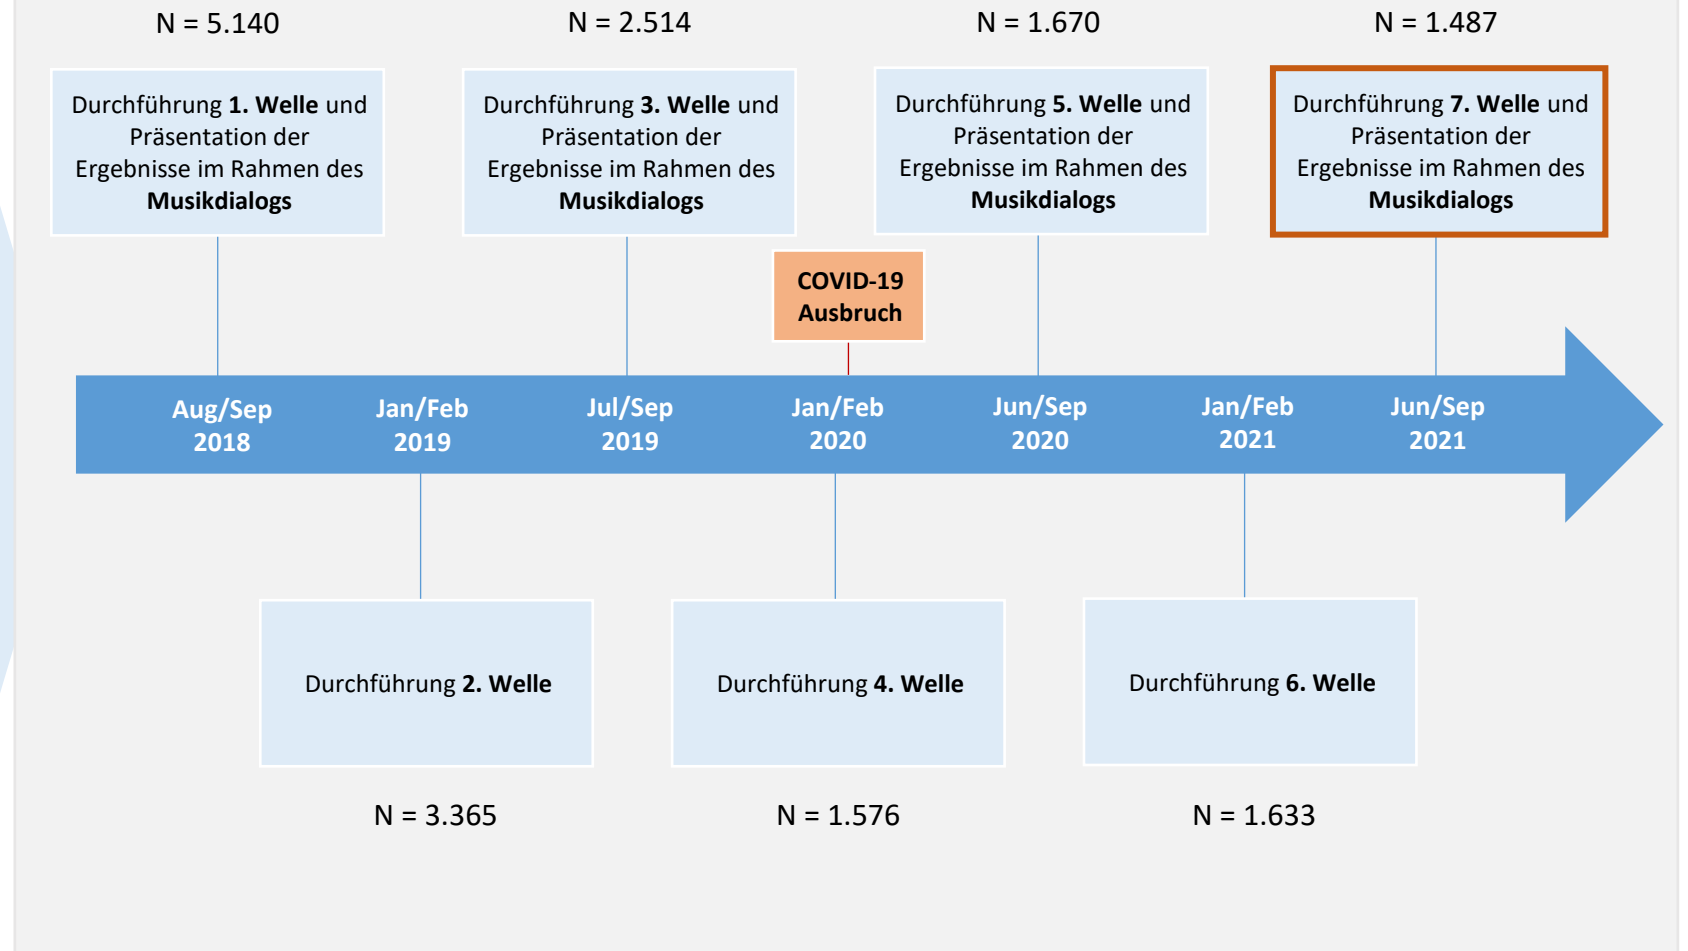 N = 5.140
N = 2.514
N = 1.670
N = 1.487
Durchführung 1. Welle und
Präsentation der
Ergebnisse im Rahmen des
Musikdialogs
Durchführung 3. Welle und
Präsentation der
Ergebnisse im Rahmen des
Musikdialogs
Durchführung 5. Welle und
Präsentation der
Ergebnisse im Rahmen des
Musikdialogs
Durchführung 7. Welle und
Präsentation der
Ergebnisse im Rahmen des
Musikdialogs
COVID-19
Ausbruch
Aug/Sep
2018
Jan/Feb
2019
Jul/Sep
2019
Jan/Feb
2020
Jun/Sep
2020
Jan/Feb
2021
Jun/Sep
2021
Durchführung 2. Welle
Durchführung 4. Welle
Durchführung 6. Welle
N = 3.365
N = 1.576
N = 1.633